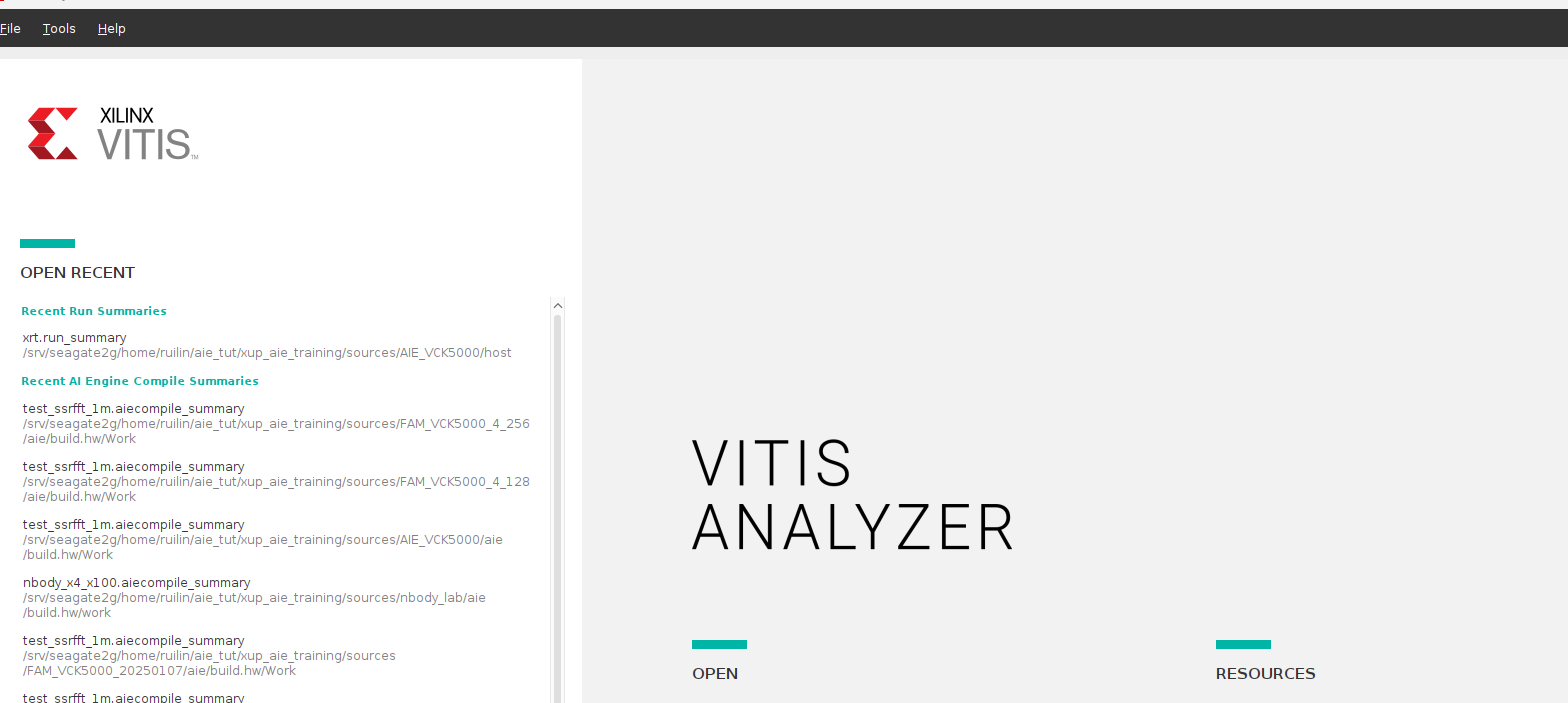 File Tools Help
XILINX
VITIS™
OPEN RECENT
Recent Run Summaries
xrt.run_summary
/srv/seagate2g/home/ruilin/aie_tut/xup_aie_training/sources/AIE_VCK5000/host
Recent AI Engine Compile Summaries
test_ssrfft_1m.aiecompile_summary
/srv/seagate2g/home/ruilin/aie_tut/xup_aie_training/sources/FAM_VCK5000_4_256
/aie/build.hw/Work
test_ssrfft_1m.aiecompile_summary
/srv/seagate2g/home/ruilin/aie_tut/xup_aie_training/sources/FAM_VCK5000_4_128
/aie/build.hw/Work
test_ssrfft_1m.aiecompile_summary
/srv/seagate2g/home/ruilin/aie_tut/xup_aie_training/sources/AIE_VCK5000/aie
/build.hw/Work
nbody_x4_x100.aiecompile_summary
/srv/seagate2g/home/ruilin/aie_tut/xup_aie_training/sources/nbody_lab/aie
/build.hw/work
test_ssrfft_1m.aiecompile_summary
/srv/seagate2g/home/ruilin/aie_tut/xup_aie_training/sources
/FAM_VCK5000_20250107/aie/build.hw/Work
test_ssrfft_1m.aiecompile_summary
VITIS
ANALYZER
OPEN
RESOURCES